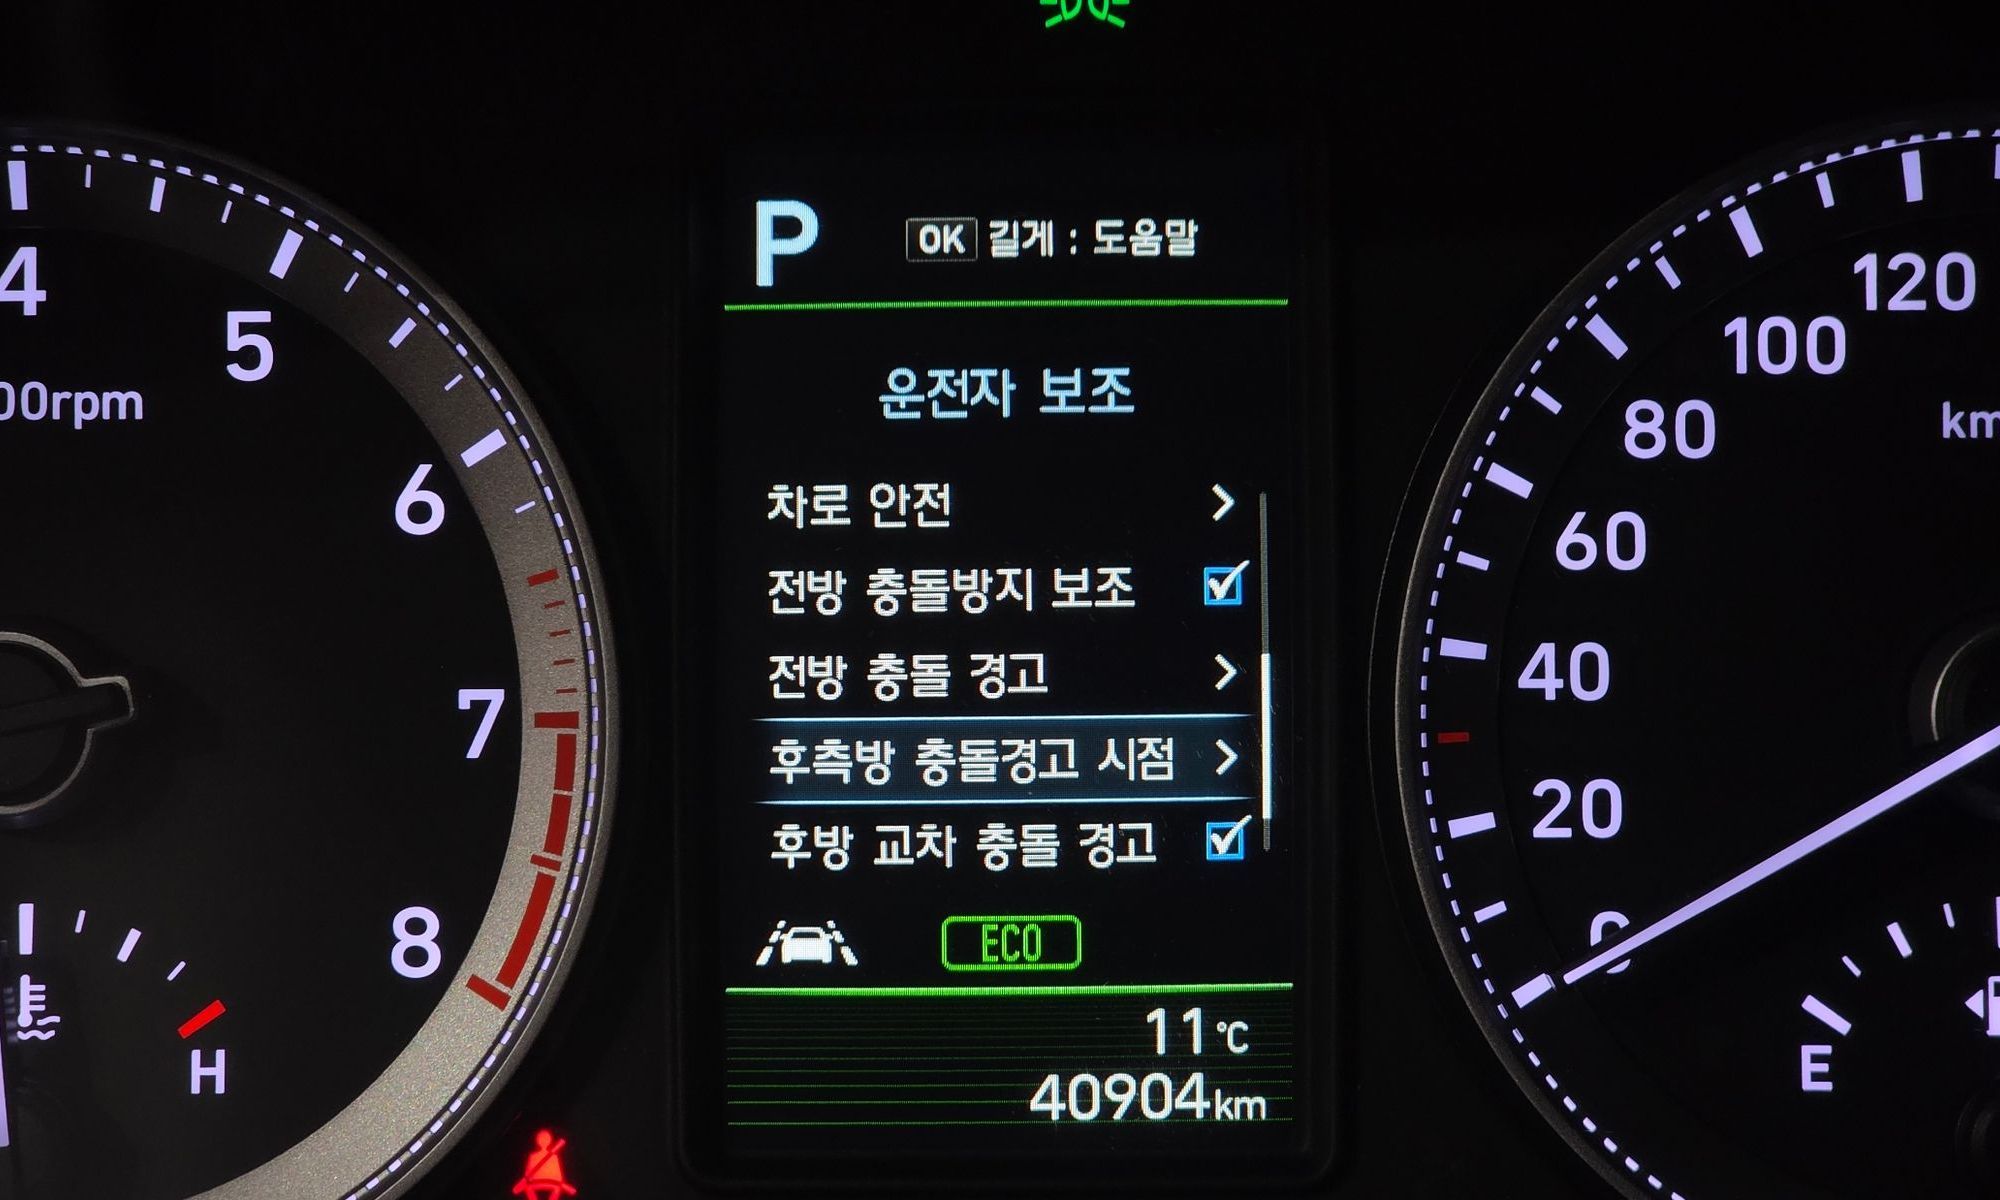 P OK 길게 : 도움말
운전자 보조
차로 안전
전방 충돌방지 보조
전방 충돌 경고
후측방 충돌경고 시점
후방 교차 충돌 경고
ECO
11℃
40904km
4
5
6
7
8
00rpm
H
120
100
80
60
40
20
0
km
E